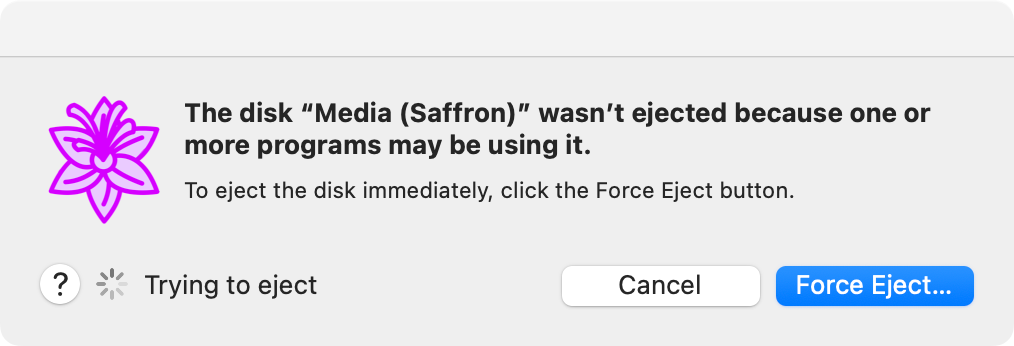 The disk “Media (Saffron)” wasn’t ejected because one or
more programs may be using it.
To eject the disk immediately, click the Force Eject button.
?
Trying to eject
Cancel
Force Eject…